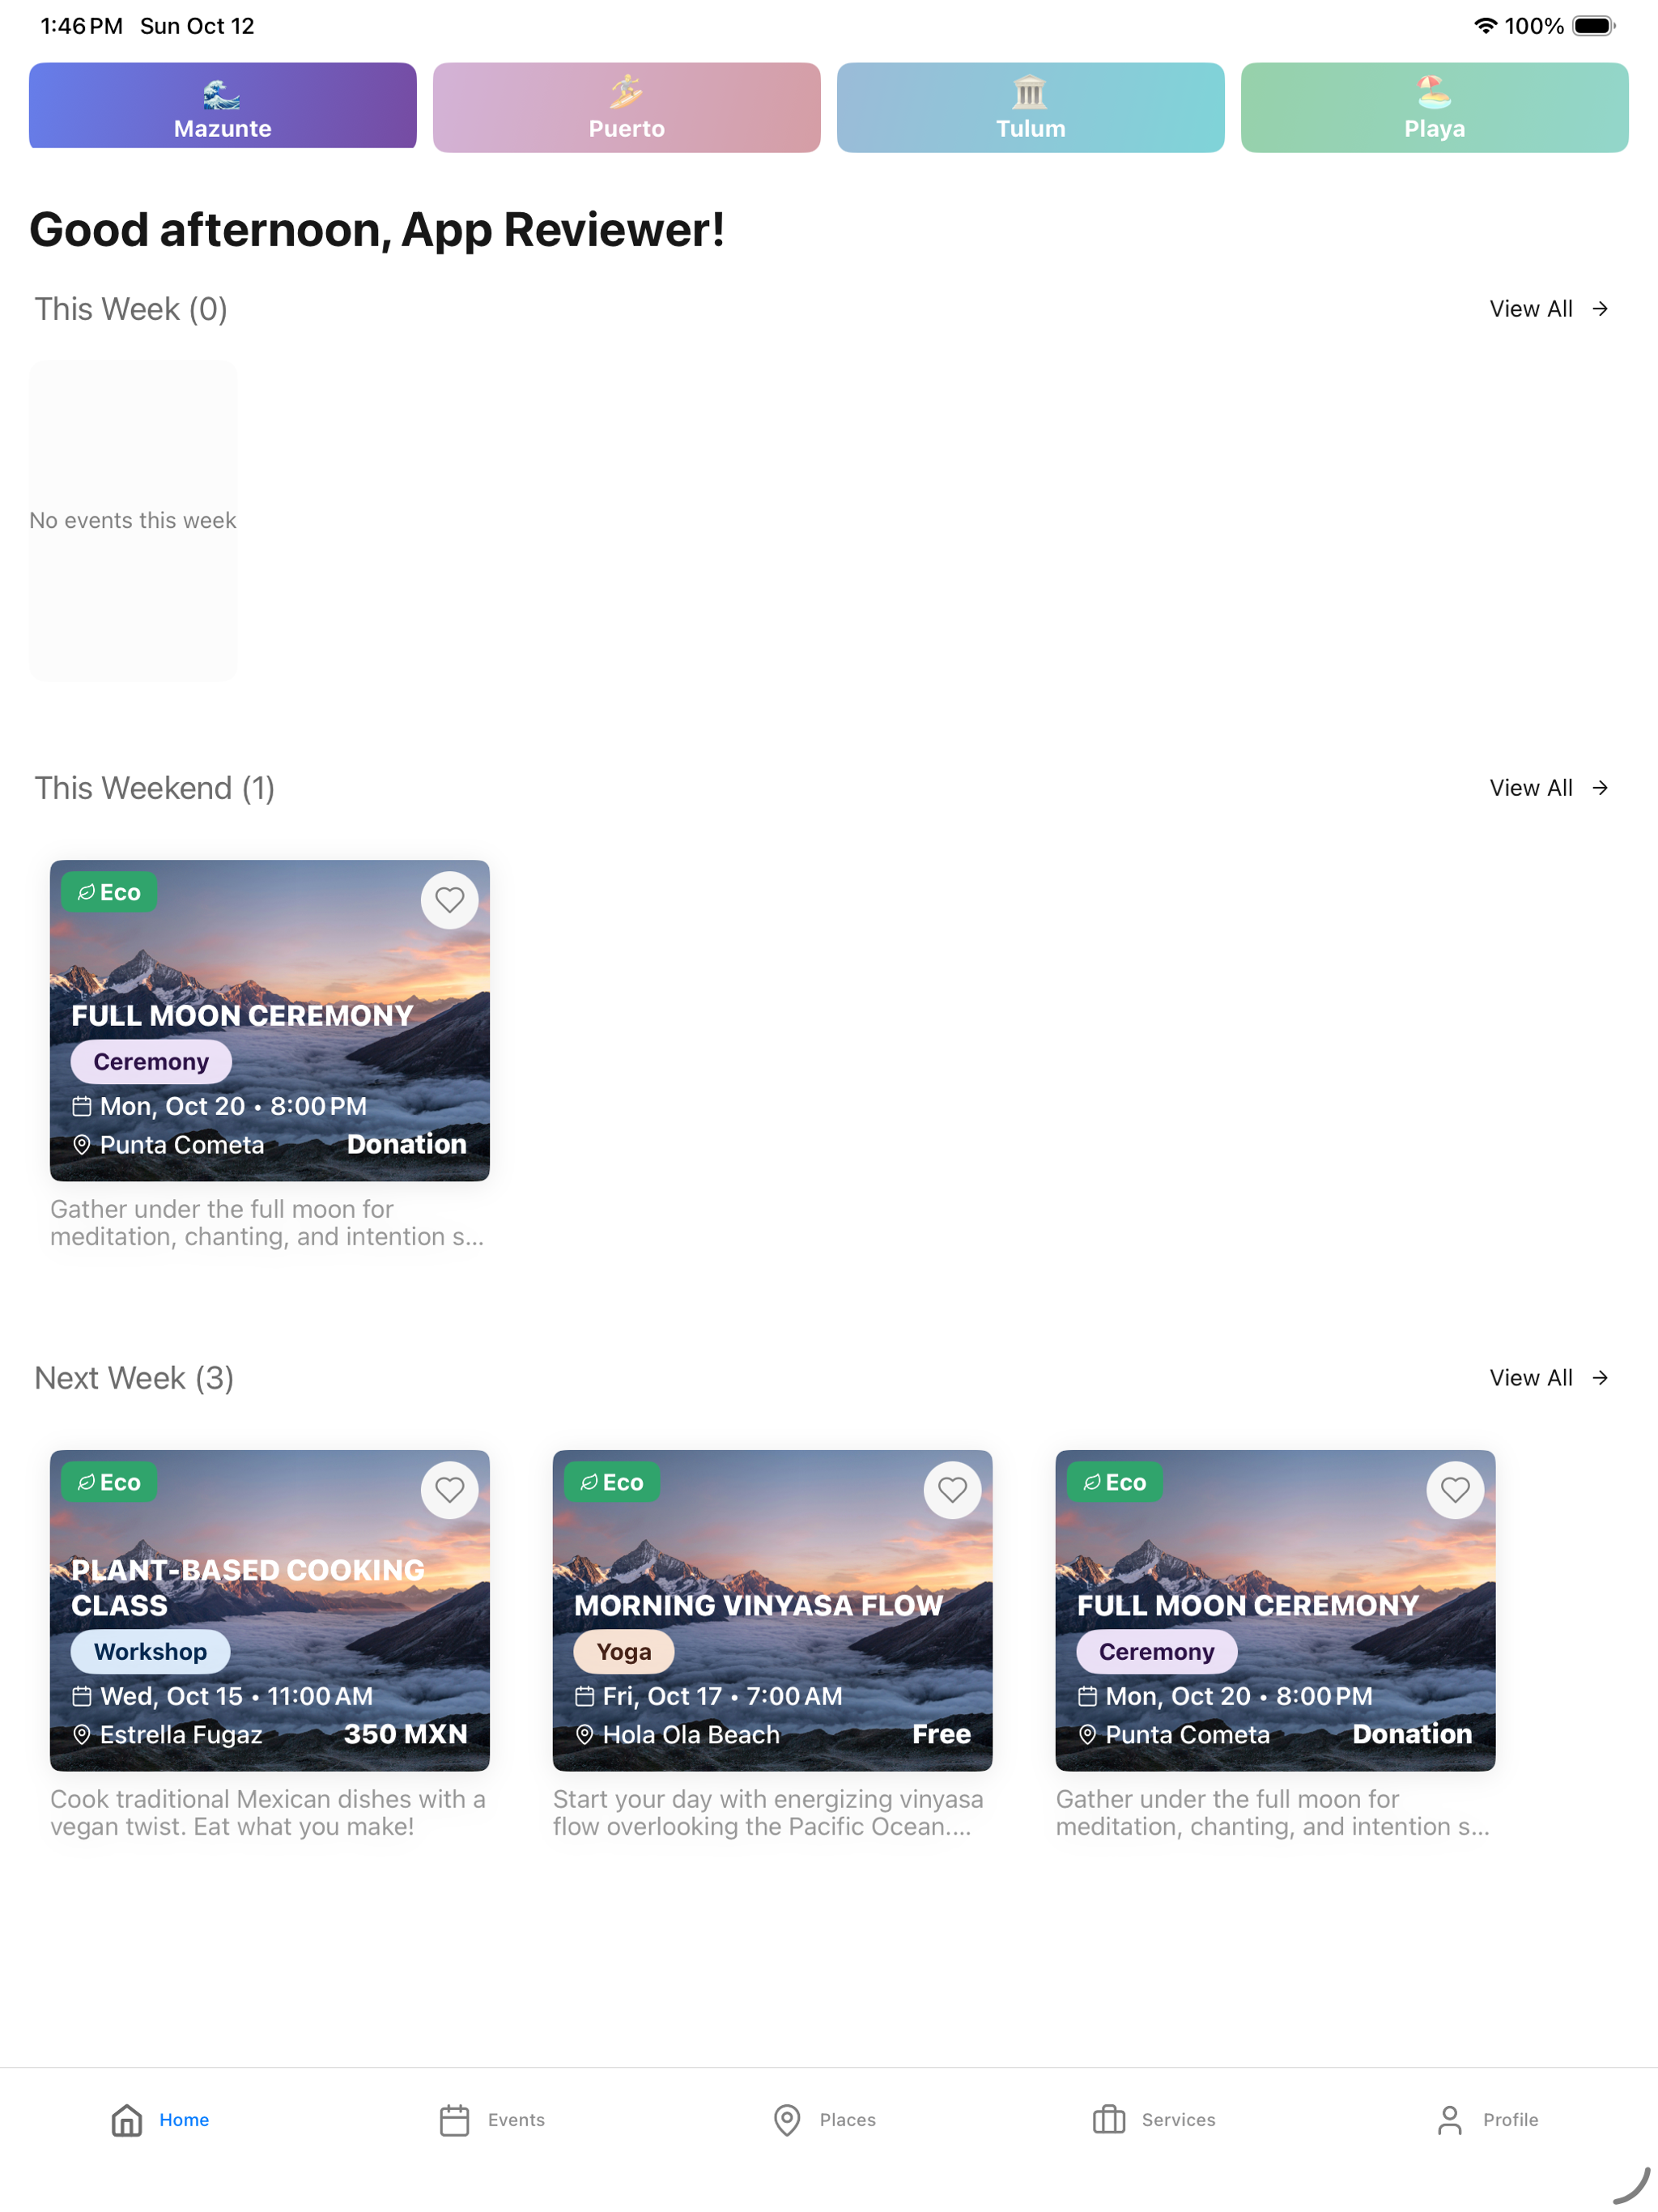 1:46 PM Sun Oct 12 100%
Mazunte Puerto Tulum Playa
Good afternoon, App Reviewer!
This Week (0) View All →
No events this week
This Weekend (1) View All →
Eco
FULL MOON CEREMONY
Ceremony
Mon, Oct 20 • 8:00 PM
Punta Cometa Donation
Gather under the full moon for
meditation, chanting, and intention s...
Next Week (3) View All →
Eco
PLANT-BASED COOKING
CLASS
Workshop
Wed, Oct 15 • 11:00 AM
Estrella Fugaz 350 MXN
Cook traditional Mexican dishes with a
vegan twist. Eat what you make!
Eco
MORNING VINYASA FLOW
Yoga
Fri, Oct 17 • 7:00 AM
Hola Ola Beach Free
Start your day with energizing vinyasa
flow overlooking the Pacific Ocean....
Eco
FULL MOON CEREMONY
Ceremony
Mon, Oct 20 • 8:00 PM
Punta Cometa Donation
Gather under the full moon for
meditation, chanting, and intention s...
Home Events Places Services Profile